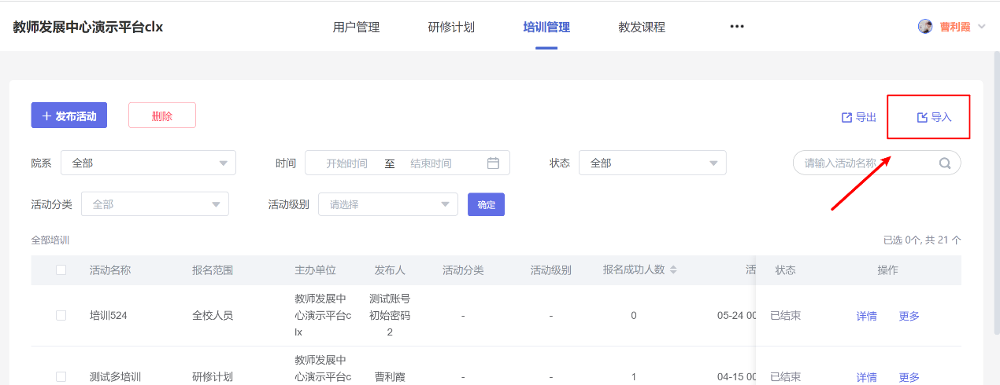 教师发展中心演示平台clx
用户管理 研修计划 培训管理 教发课程 ••• 曹利霞
+ 发布活动 删除 导出 导入
院系 全部 时间 开始时间 至 结束时间 状态 全部 请输入活动名称
活动分类 全部 活动级别 请选择 确定
全部培训 已选 0个, 共 21 个
活动名称 报名范围 主办单位 发布人 活动分类 活动级别 报名成功人数 活 状态 操作
教师发展中 测试账号
培训524 全校人员 心演示平台c 初始密码 - - 0 05-24 00 已结束 详情 更多
lx 2
教师发展中
测试多培训 研修计划 心演示平台c 曹利霞 - - 1 04-15 00 已结束 详情 更多